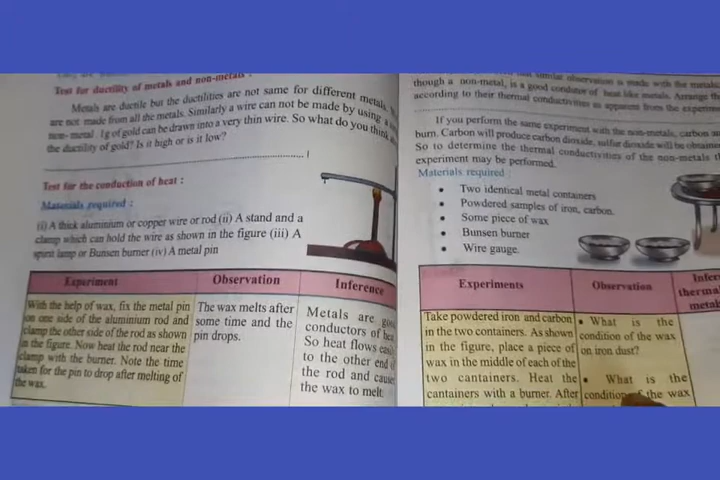 Test for ductility of metals and non-metals :
Metals are ductile but the ductilities are not same for different metals.
are not made from all the metals. Similarly a wire can not be made by using a
non- metal. 1g of gold can be drawn into a very thin wire. So what do you think
the ductility of gold? Is it high or is it low?
Test for the conduction of heat :
Materials required :
(i) A thick aluminium or copper wire or rod (ii) A stand and a
clamp which can hold the wire as shown in the figure (iii) A
spirit lamp or Bunsen burner (iv) A metal pin
Experiment
Observation
Inference
With the help of wax, fix the metal pin
on one side of the aluminium rod and
clamp the other side of the rod as shown
in the figure. Now heat the rod near the
clamp with the burner. Note the time
taken for the pin to drop after melting of
the wax.
The wax melts after
some time and the
pin drops.
Metals are
conductors of
So heat flows
to the other end
the rod and
the wax to melt.
similar observation is made with the metals.
though a non-metal, is a good conductor of heat like metals. Arrange
according to their thermal conductivities as apparent from the
If you perform the same experiment with the non-metals, carbon
burn. Carbon will produce carbon dioxide, sulfur dioxide will be
So to determine the thermal conductivities of the non-metals
experiment may be performed.
Materials required :
• Two identical metal containers
• Powdered samples of iron, carbon.
• Some piece of wax
• Bunsen burner
• Wire gauge.
Experiments
Observation
Take powdered iron and carbon
in the two containers. As shown
in the figure, place a piece of
wax in the middle of each of the
two cantainers. Heat the
cantainers with a burner. After
• What is the
condition of the wax
on iron dust?
• What is the
condition of the wax